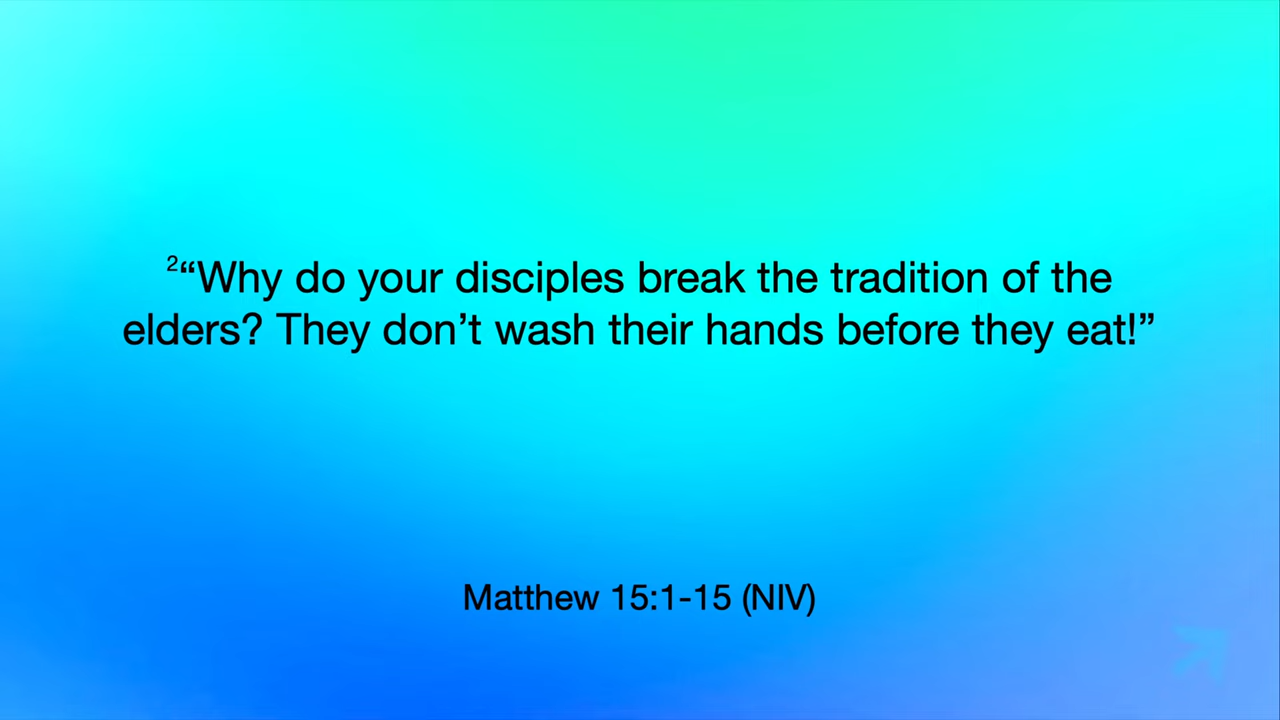 ²“Why do your disciples break the tradition of the
elders? They don’t wash their hands before they eat!”
Matthew 15:1-15 (NIV)